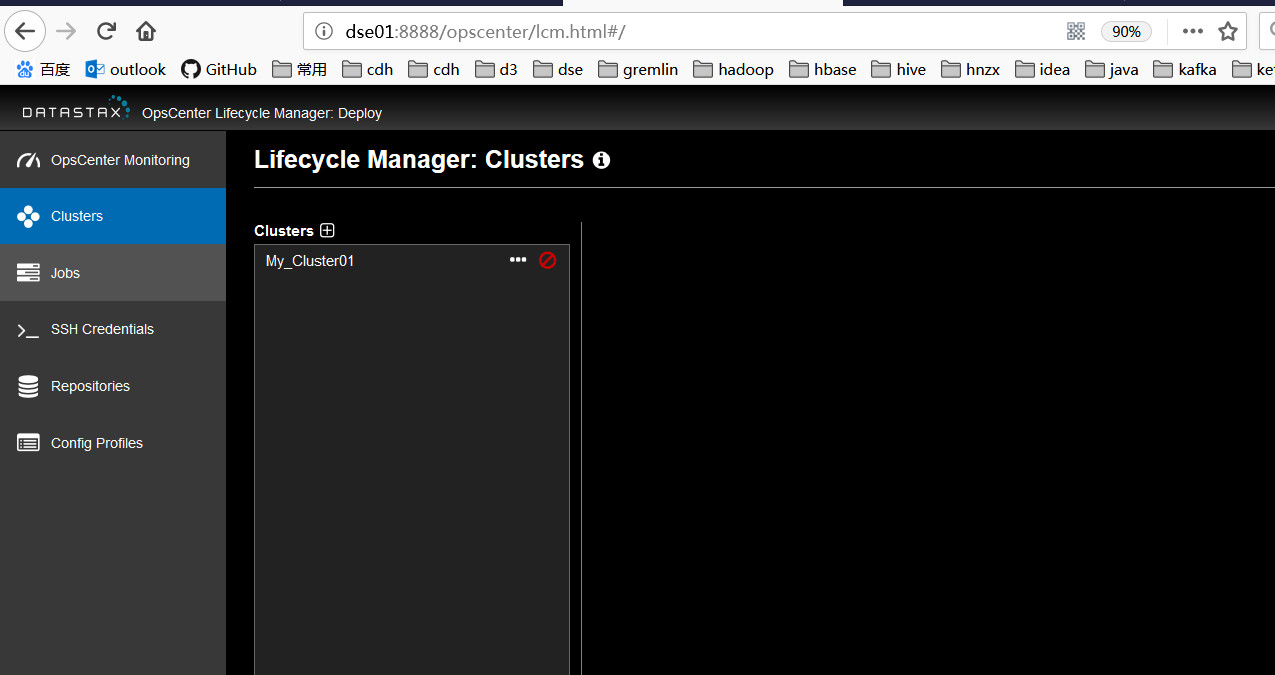 dse01:8888/opscenter/lcm.html#/ 90%
百度 outlook GitHub 常用 cdh cdh d3 dse gremlin hadoop hbase hive hnzx idea java kafka
DATASTAX OpsCenter Lifecycle Manager: Deploy
OpsCenter Monitoring
Lifecycle Manager: Clusters
Clusters
Clusters
My_Cluster01
Jobs
SSH Credentials
Repositories
Config Profiles